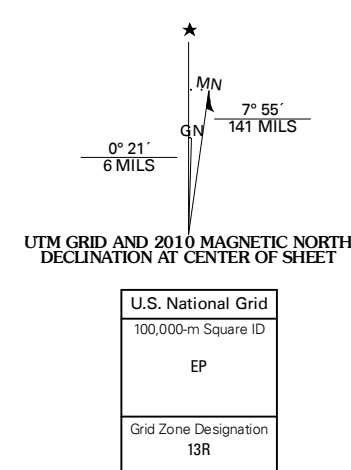 ★
MN
7° 55´
141 MILS
GN
0° 21´
6 MILS
UTM GRID AND 2010 MAGNETIC NORTH
DECLINATION AT CENTER OF SHEET
U.S. National Grid
100,000-m Square ID
EP
Grid Zone Designation
13R